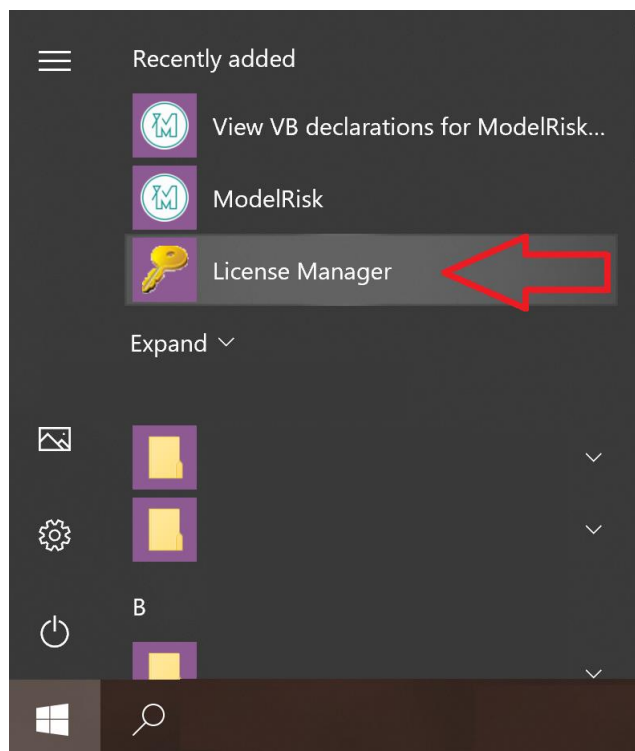 Recently added
View VB declarations for ModelRisk...
ModelRisk
License Manager
Expand
B